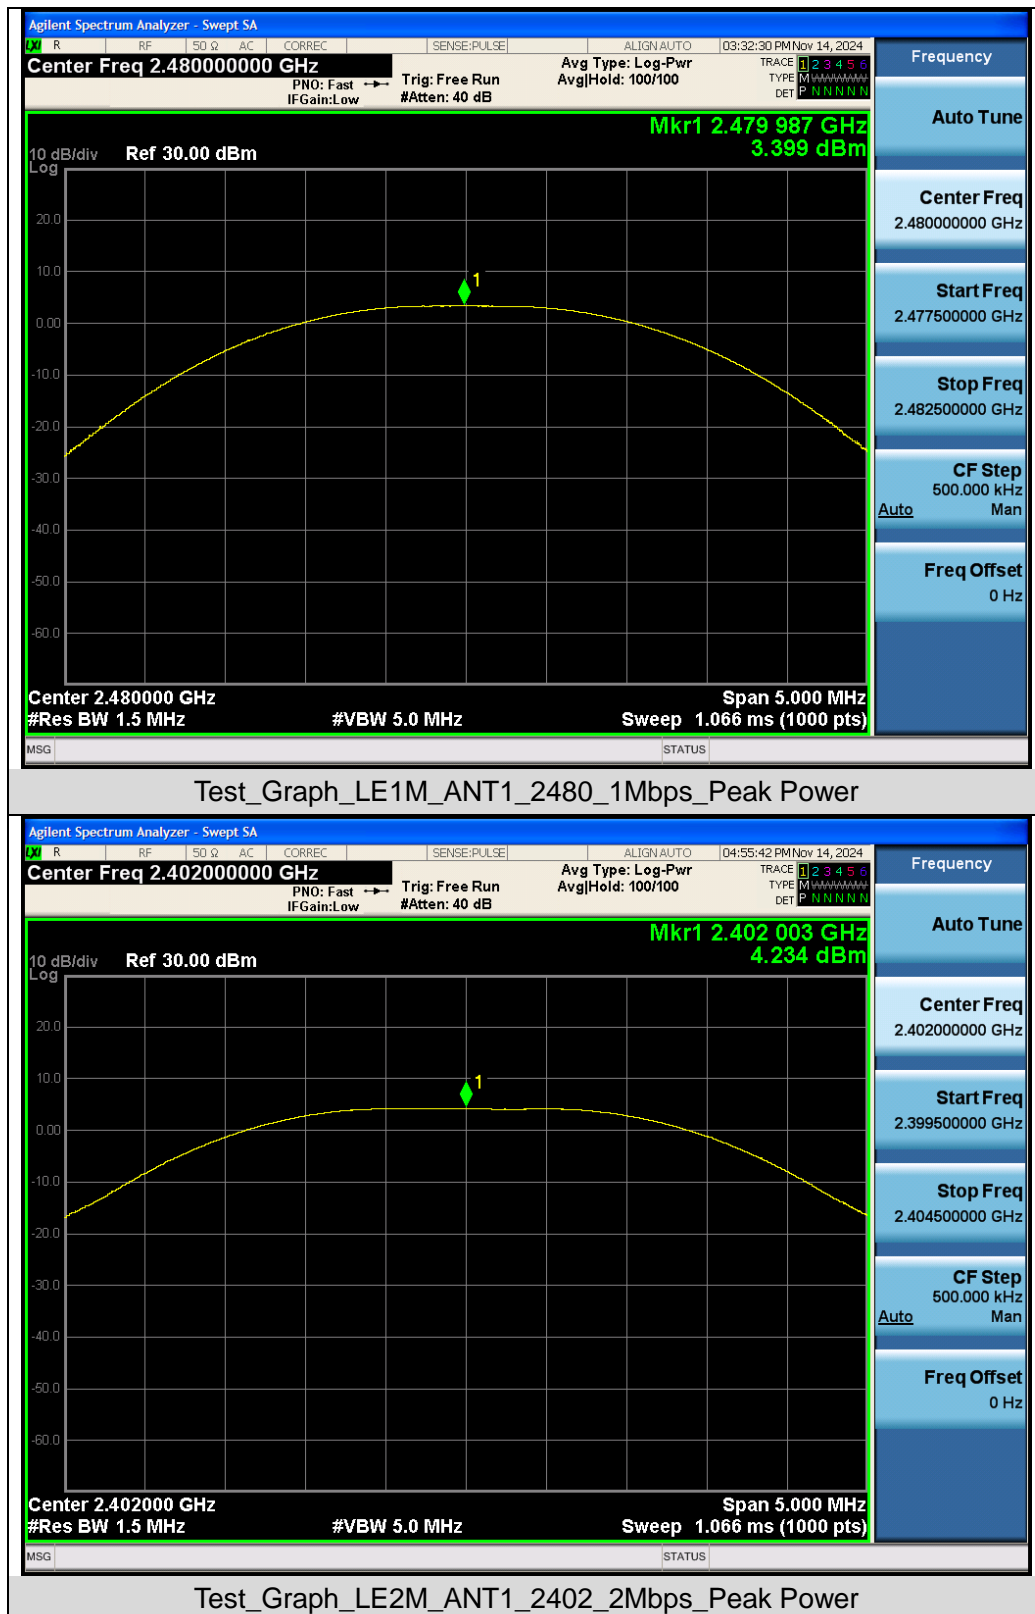 Agilent Spectrum Analyzer - Swept SA
LXI R RF 50 Ω AC CORREC SENSE:PULSE ALIGN AUTO 03:32:30 PM Nov 14, 2024
Center Freq 2.480000000 GHz
PNO: Fast
IFGain:Low
Trig: Free Run
#Atten: 40 dB
Avg Type: Log-Pwr
Avg|Hold: 100/100
TRACE 1 2 3 4 5 6
TYPE M
DET P N N N N N
Mkr1 2.479 987 GHz
3.399 dBm
10 dB/div Ref 30.00 dBm
Log
20.0
10.0
0.00
-10.0
-20.0
-30.0
-40.0
-50.0
-60.0
1
Center 2.480000 GHz Span 5.000 MHz
#Res BW 1.5 MHz #VBW 5.0 MHz Sweep 1.066 ms (1000 pts)
MSG STATUS
Frequency
Auto Tune
Center Freq
2.480000000 GHz
Start Freq
2.477500000 GHz
Stop Freq
2.482500000 GHz
CF Step
500.000 kHz
Auto Man
Freq Offset
0 Hz
Test_Graph_LE1M_ANT1_2480_1Mbps_Peak Power
Agilent Spectrum Analyzer - Swept SA
LXI R RF 50 Ω AC CORREC SENSE:PULSE ALIGN AUTO 04:55:42 PM Nov 14, 2024
Center Freq 2.402000000 GHz
PNO: Fast
IFGain:Low
Trig: Free Run
#Atten: 40 dB
Avg Type: Log-Pwr
Avg|Hold: 100/100
TRACE 1 2 3 4 5 6
TYPE M
DET P N N N N N
Mkr1 2.402 003 GHz
4.234 dBm
10 dB/div Ref 30.00 dBm
Log
20.0
10.0
0.00
-10.0
-20.0
-30.0
-40.0
-50.0
-60.0
1
Center 2.402000 GHz Span 5.000 MHz
#Res BW 1.5 MHz #VBW 5.0 MHz Sweep 1.066 ms (1000 pts)
MSG STATUS
Frequency
Auto Tune
Center Freq
2.402000000 GHz
Start Freq
2.399500000 GHz
Stop Freq
2.404500000 GHz
CF Step
500.000 kHz
Auto Man
Freq Offset
0 Hz
Test_Graph_LE2M_ANT1_2402_2Mbps_Peak Power